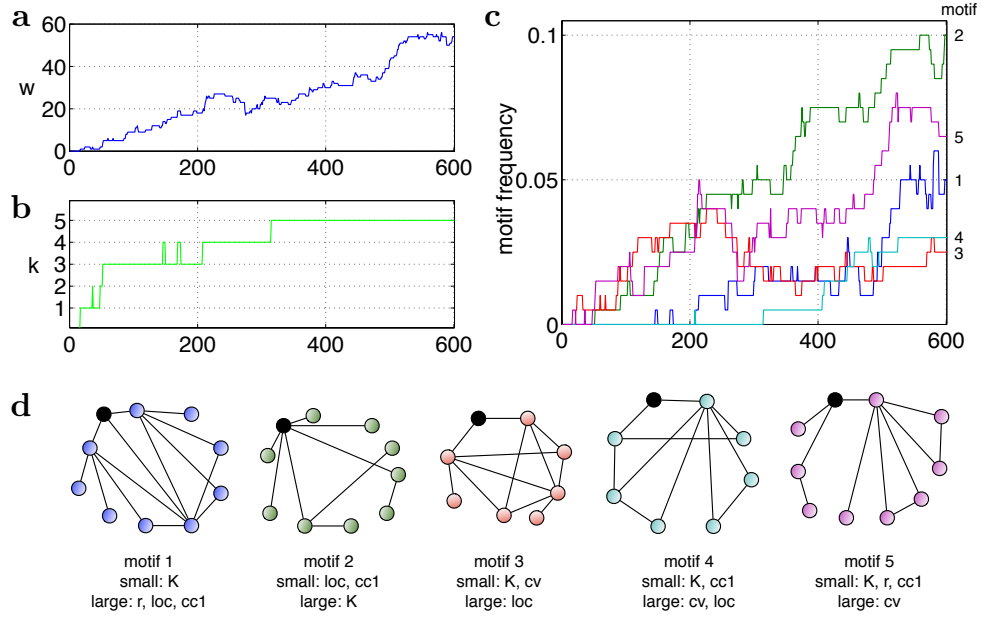 a
60
40
20
0
w
0
200
400
600
b
5
4
3
2
1
k
0
200
400
600
c
motif
0.1
0.05
0
motif frequency
2
5
1
4
3
0
200
400
600
d
motif 1
small: K
large: r, loc, cc1
motif 2
small: loc, cc1
large: K
motif 3
small: K, cv
large: loc
motif 4
small: K, cc1
large: cv, loc
motif 5
small: K, r, cc1
large: cv